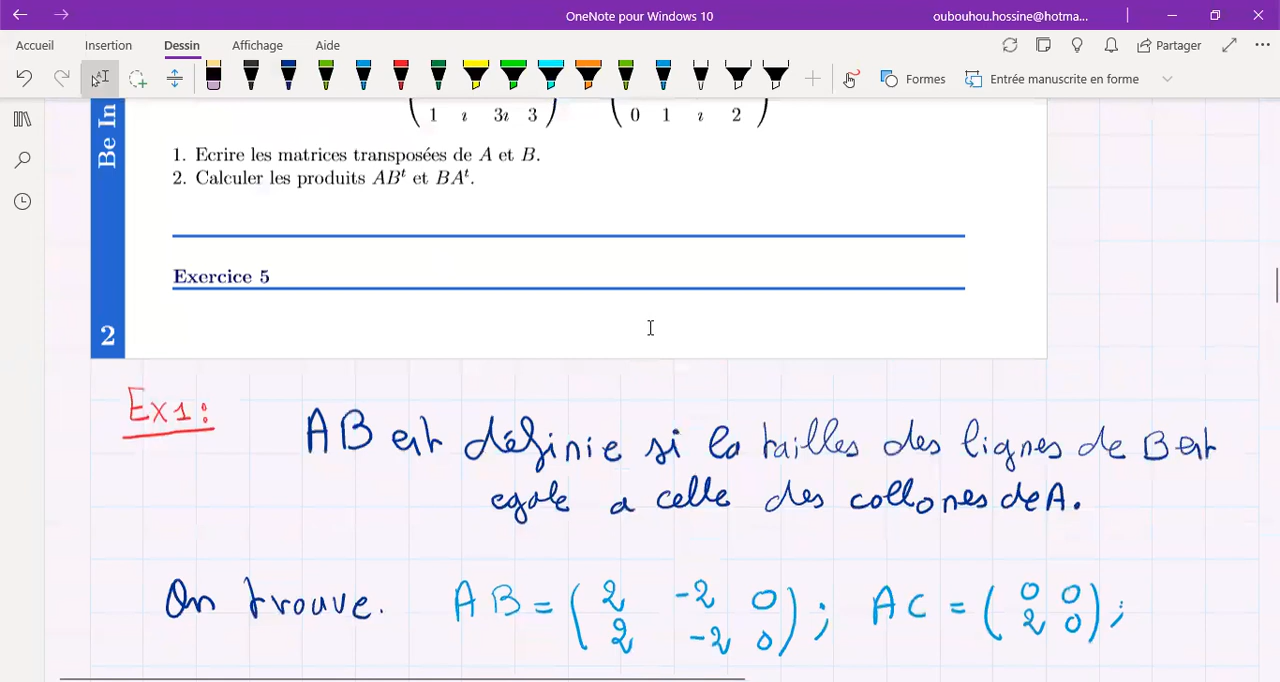 OneNote pour Windows 10
oubouhou.hossine@hotma...
Accueil Insertion Dessin Affichage Aide
Partager
Formes
Entrée manuscrite en forme
Be In
1 ı 3ı 3
0 1 ı 2
1. Ecrire les matrices transposées de A et B.
2. Calculer les produits ABᵗ et BAᵗ.
Exercice 5
2
Ex1:
AB est définie si la tailles des lignes de B est
egale a celle des collones de A.
On trouve. AB = ( 2 -2 0 ; 2 -2 0 ) ; AC = ( 0 0 ; 2 0 ) ;